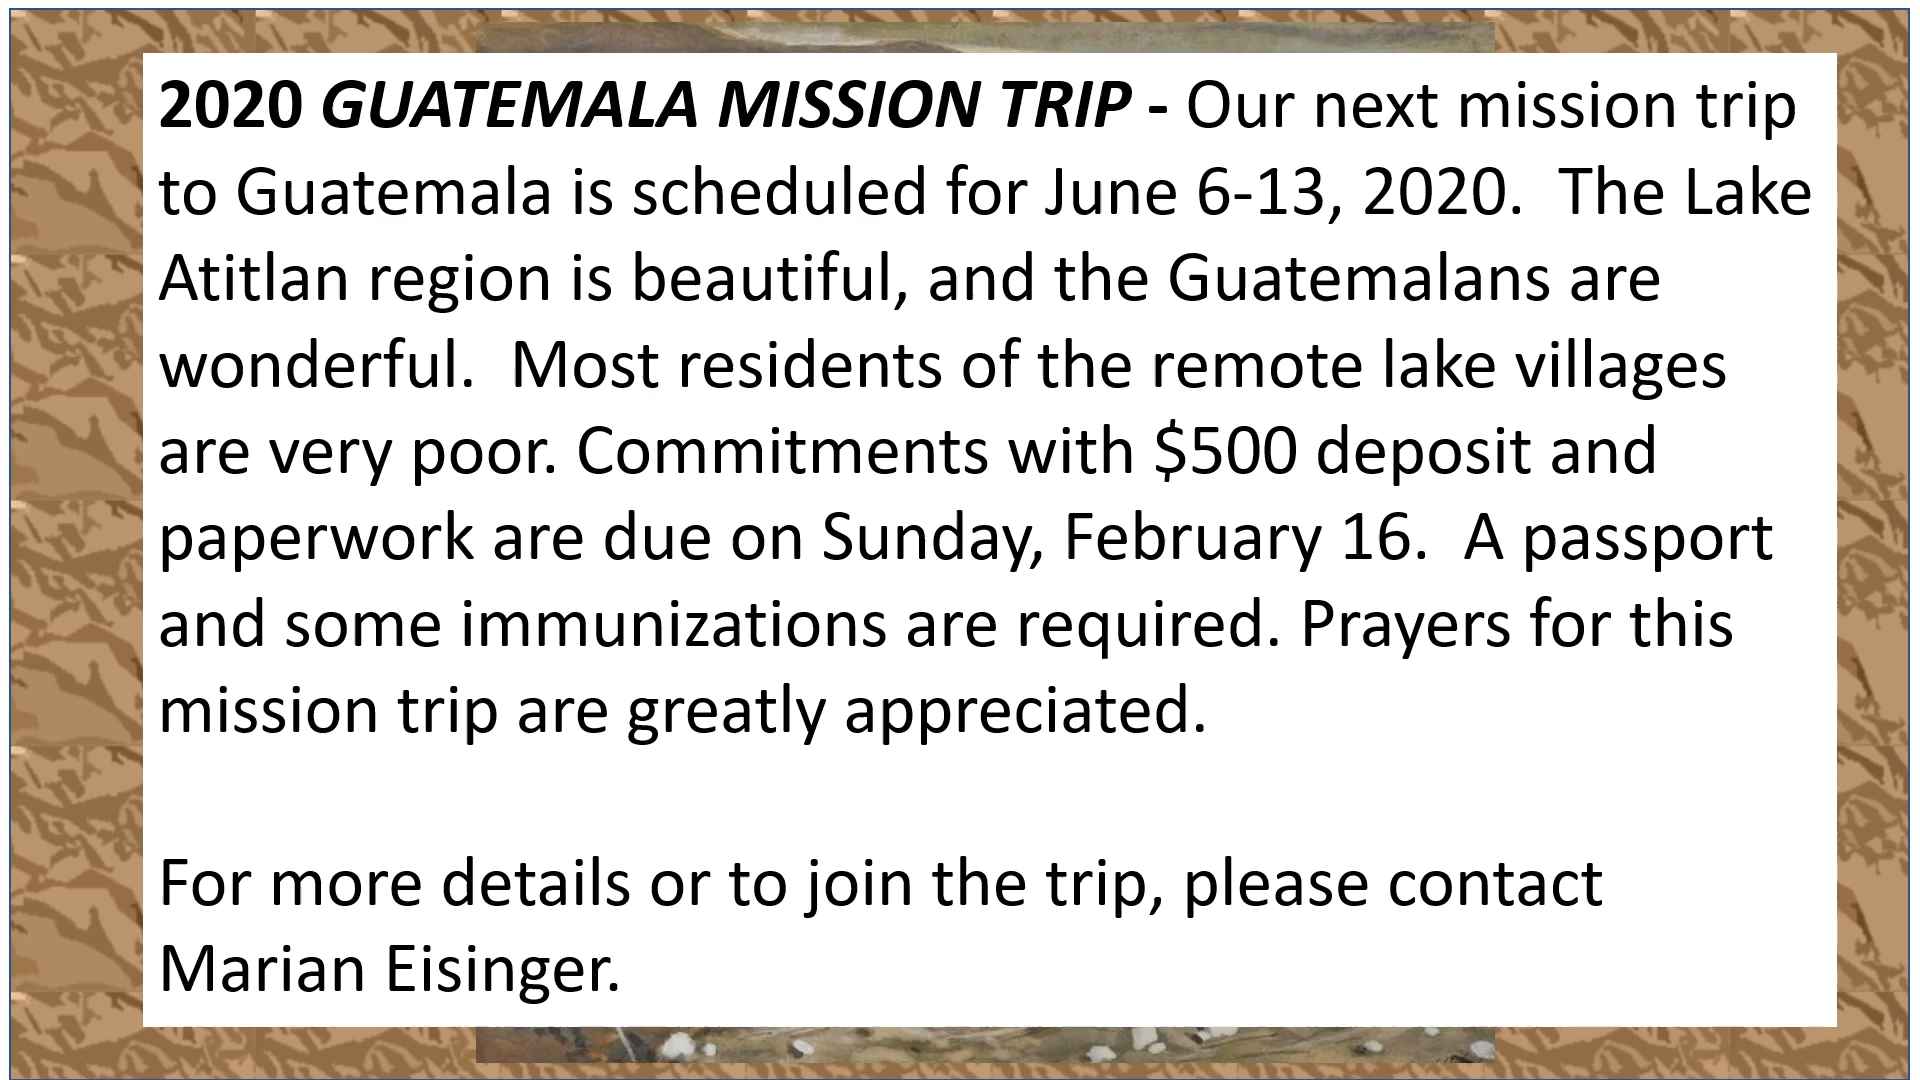 2020 GUATEMALA MISSION TRIP - Our next mission trip
to Guatemala is scheduled for June 6-13, 2020.  The Lake
Atitlan region is beautiful, and the Guatemalans are
wonderful.  Most residents of the remote lake villages
are very poor. Commitments with $500 deposit and
paperwork are due on Sunday, February 16.  A passport
and some immunizations are required. Prayers for this
mission trip are greatly appreciated.
For more details or to join the trip, please contact
Marian Eisinger.